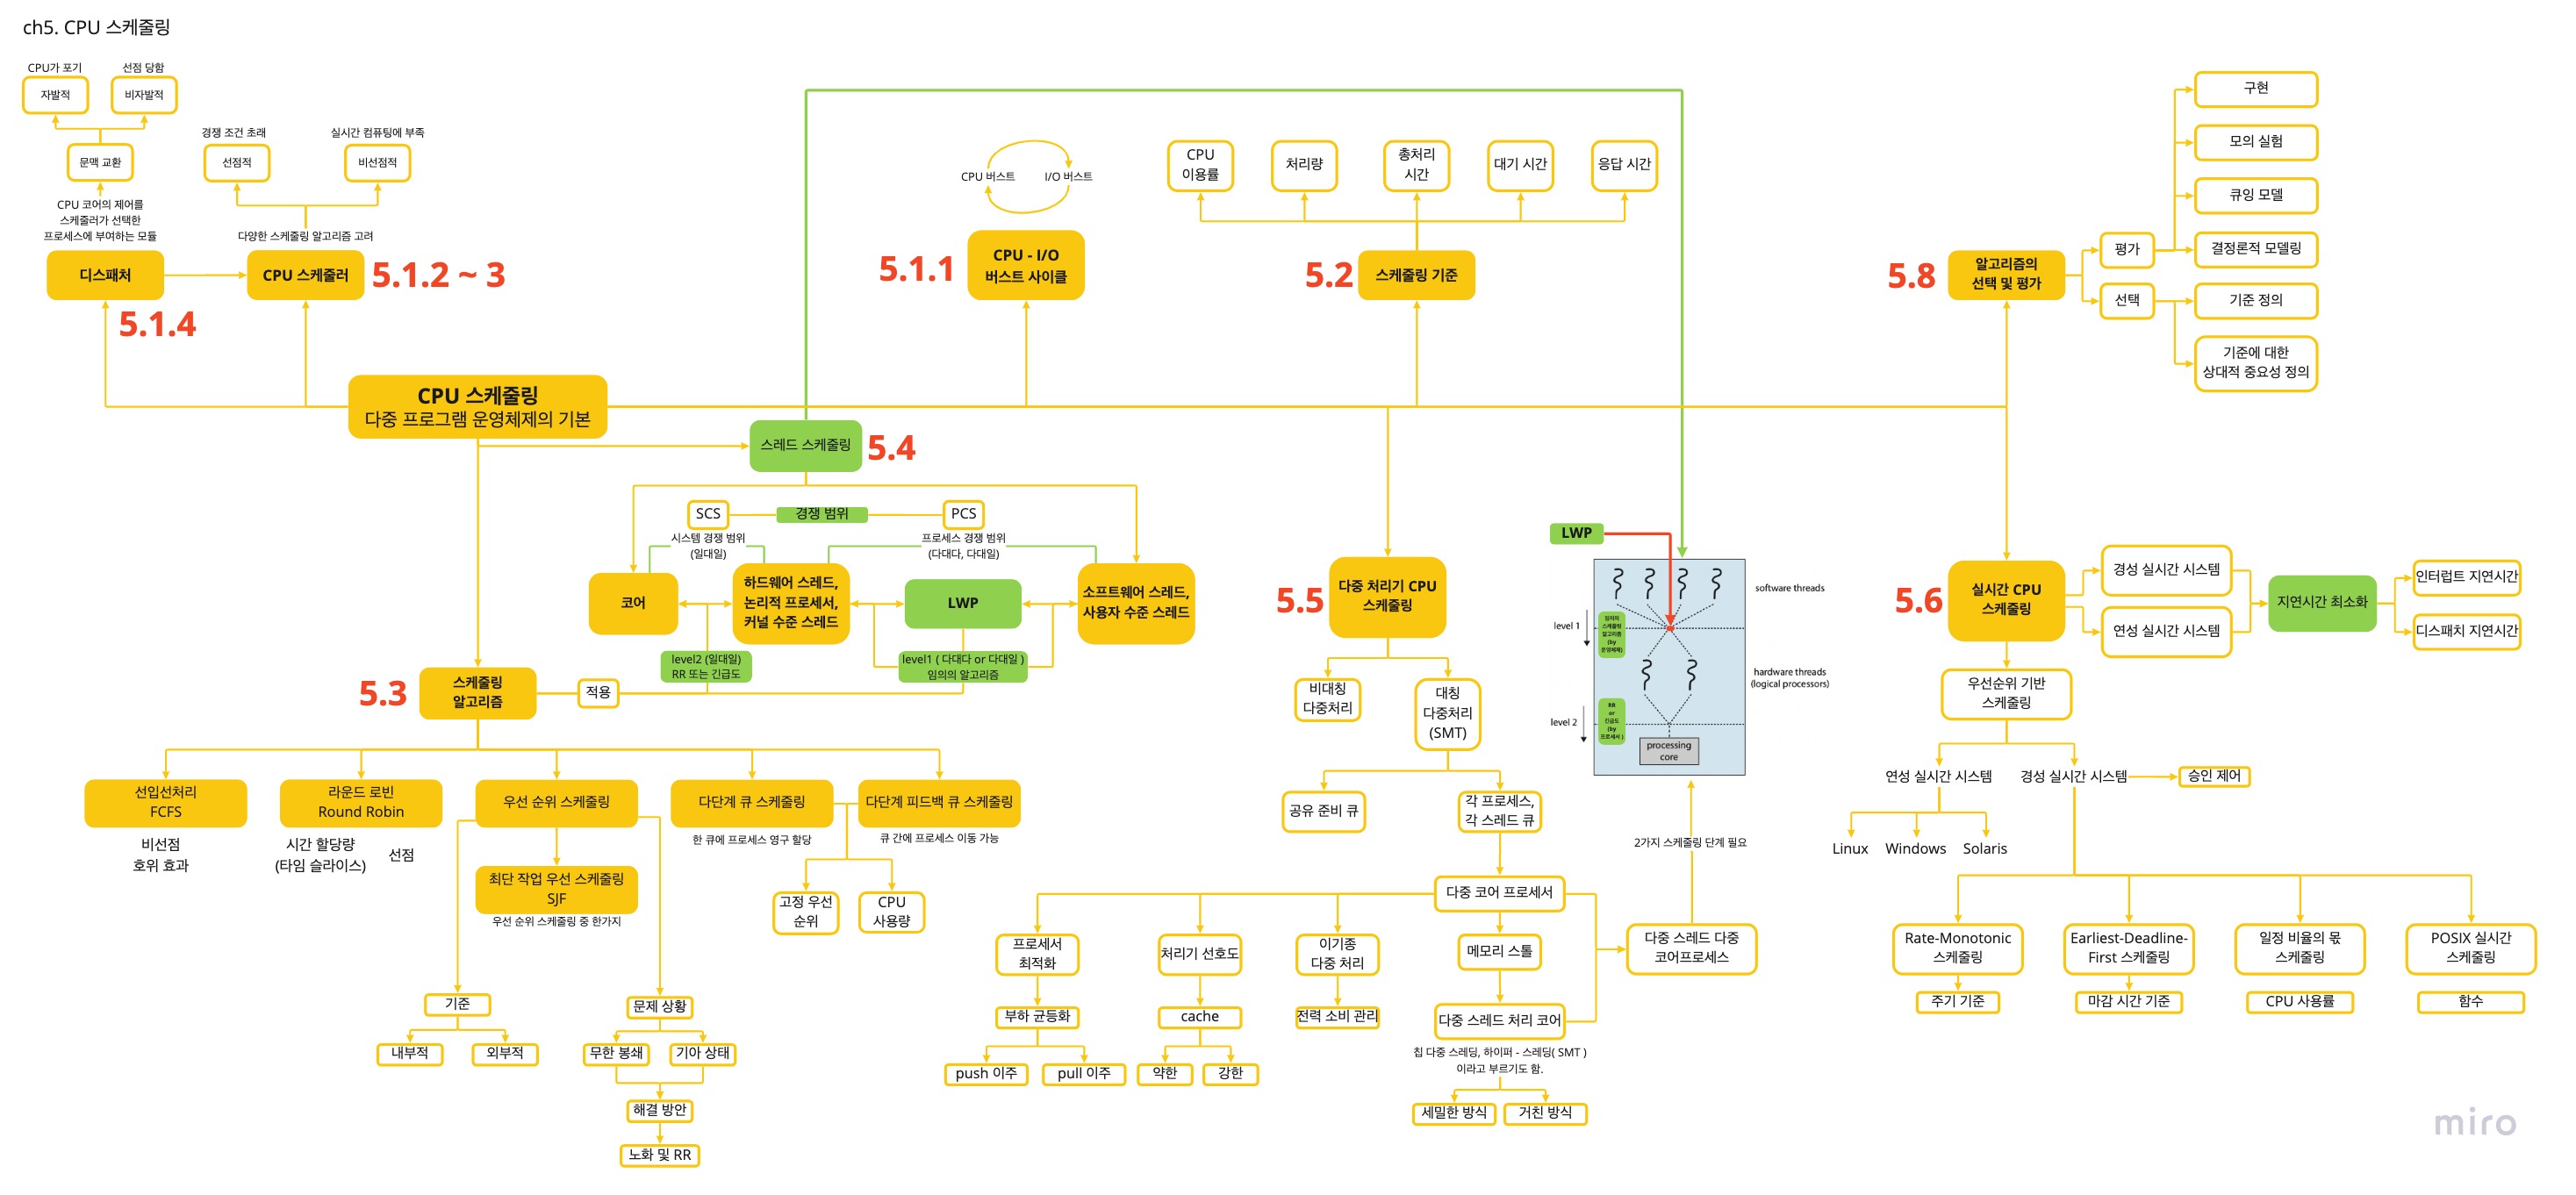 ch5. CPU 스케줄링
CPU가 포기
선점 당함
자발적
비자발적
문맥 교환
CPU 코어의 제어를
스케줄러가 선택한
프로세스에 부여하는 모듈
디스패처
5.1.4
경쟁 조건 초래
실시간 컴퓨팅에 부족
선점적
비선점적
다양한 스케줄링 알고리즘 고려
CPU 스케줄러
5.1.2 ~ 3
CPU 버스트
I/O 버스트
5.1.1
CPU - I/O
버스트 사이클
CPU
이용률
처리량
총처리
시간
대기 시간
응답 시간
5.2
스케줄링 기준
5.8
알고리즘의
선택 및 평가
평가
선택
구현
모의 실험
큐잉 모델
결정론적 모델링
기준 정의
기준에 대한
상대적 중요성 정의
CPU 스케줄링
다중 프로그램 운영체제의 기본
스레드 스케줄링
5.4
SCS
경쟁 범위
PCS
시스템 경쟁 범위
(일대일)
프로세스 경쟁 범위
(다대다, 다대일)
코어
하드웨어 스레드,
논리적 프로세서,
커널 수준 스레드
LWP
소프트웨어 스레드,
사용자 수준 스레드
level2 (일대일)
RR 또는 긴급도
level1 ( 다대다 or 다대일 )
임의의 알고리즘
5.3
스케줄링
알고리즘
적용
선입선처리
FCFS
비선점
호위 효과
라운드 로빈
Round Robin
시간 할당량
(타임 슬라이스)
선점
우선 순위 스케줄링
최단 작업 우선 스케줄링
SJF
우선 순위 스케줄링 중 한가지
기준
내부적
외부적
문제 상황
무한 봉쇄
기아 상태
해결 방안
노화 및 RR
다단계 큐 스케줄링
한 큐에 프로세스 영구 할당
다단계 피드백 큐 스케줄링
큐 간에 프로세스 이동 가능
고정 우선
순위
CPU
사용량
5.5
다중 처리기 CPU
스케줄링
비대칭
다중처리
대칭
다중처리
(SMT)
공유 준비 큐
각 프로세스,
각 스레드 큐
다중 코어 프로세서
프로세서
최적화
부하 균등화
push 이주
pull 이주
처리기 선호도
cache
약한
강한
이기종
다중 처리
전력 소비 관리
메모리 스톨
다중 스레드 처리 코어
칩 다중 스레딩, 하이퍼 - 스레딩( SMT )
이라고 부르기도 함.
세밀한 방식
거친 방식
다중 스레드 다중
코어프로세스
2가지 스케줄링 단계 필요
LWP
software threads
level 1
임의의
스케줄링
알고리즘
(by
운영체제)
hardware threads
(logical processors)
level 2
RR
or
긴급도
(by
프로세서 )
processing
core
5.6
실시간 CPU
스케줄링
경성 실시간 시스템
연성 실시간 시스템
지연시간 최소화
인터럽트 지연시간
디스패치 지연시간
우선순위 기반
스케줄링
연성 실시간 시스템
경성 실시간 시스템
승인 제어
Linux
Windows
Solaris
Rate-Monotonic
스케줄링
주기 기준
Earliest-Deadline-
First 스케줄링
마감 시간 기준
일정 비율의 몫
스케줄링
CPU 사용률
POSIX 실시간
스케줄링
함수
miro